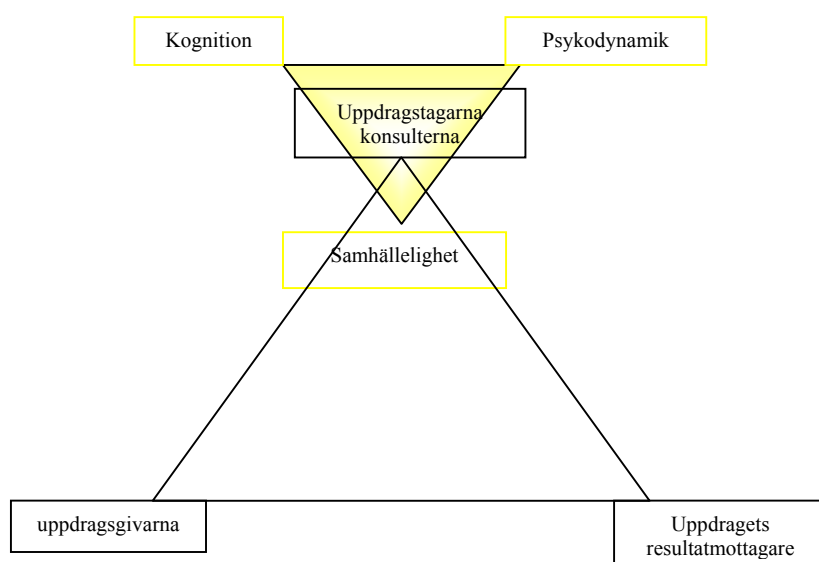 Kognition
Psykodynamik
Uppdragstagarna
konsulterna
Samhällelighet
uppdragsgivarna
Uppdragets
resultatmottagare